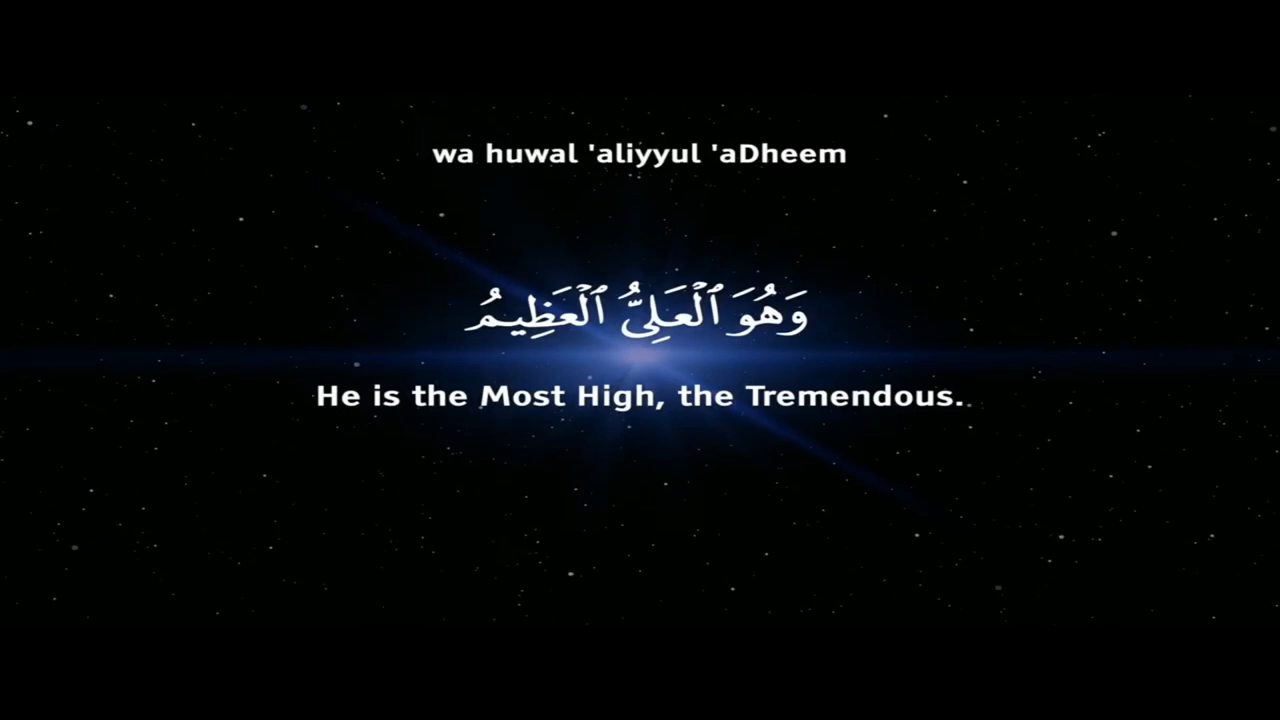 wa huwal 'aliyyul 'aDheem
وَهُوَ ٱلْعَلِىُّ ٱلْعَظِيمُ
He is the Most High, the Tremendous.